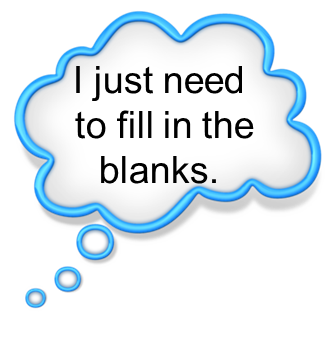 I just need
to fill in the
blanks.